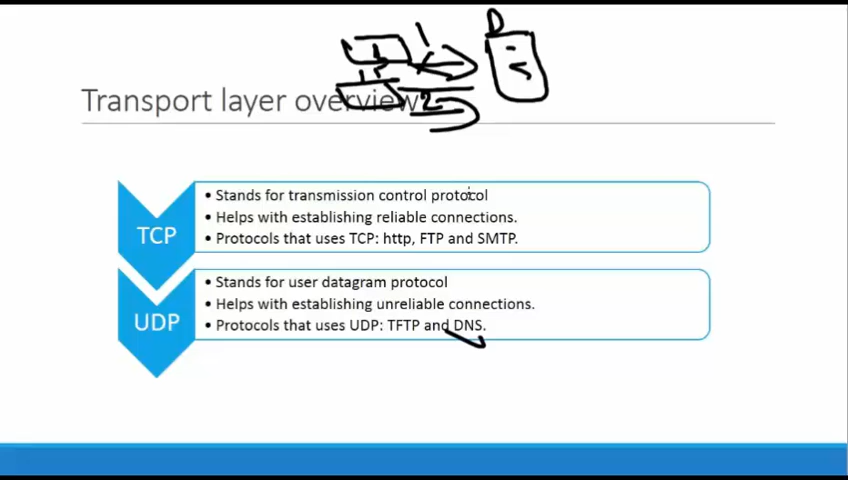 D
1
2
Transport layer overview
TCP
• Stands for transmission control protocol
• Helps with establishing reliable connections.
• Protocols that uses TCP: http, FTP and SMTP.
UDP
• Stands for user datagram protocol
• Helps with establishing unreliable connections.
• Protocols that uses UDP: TFTP and DNS.